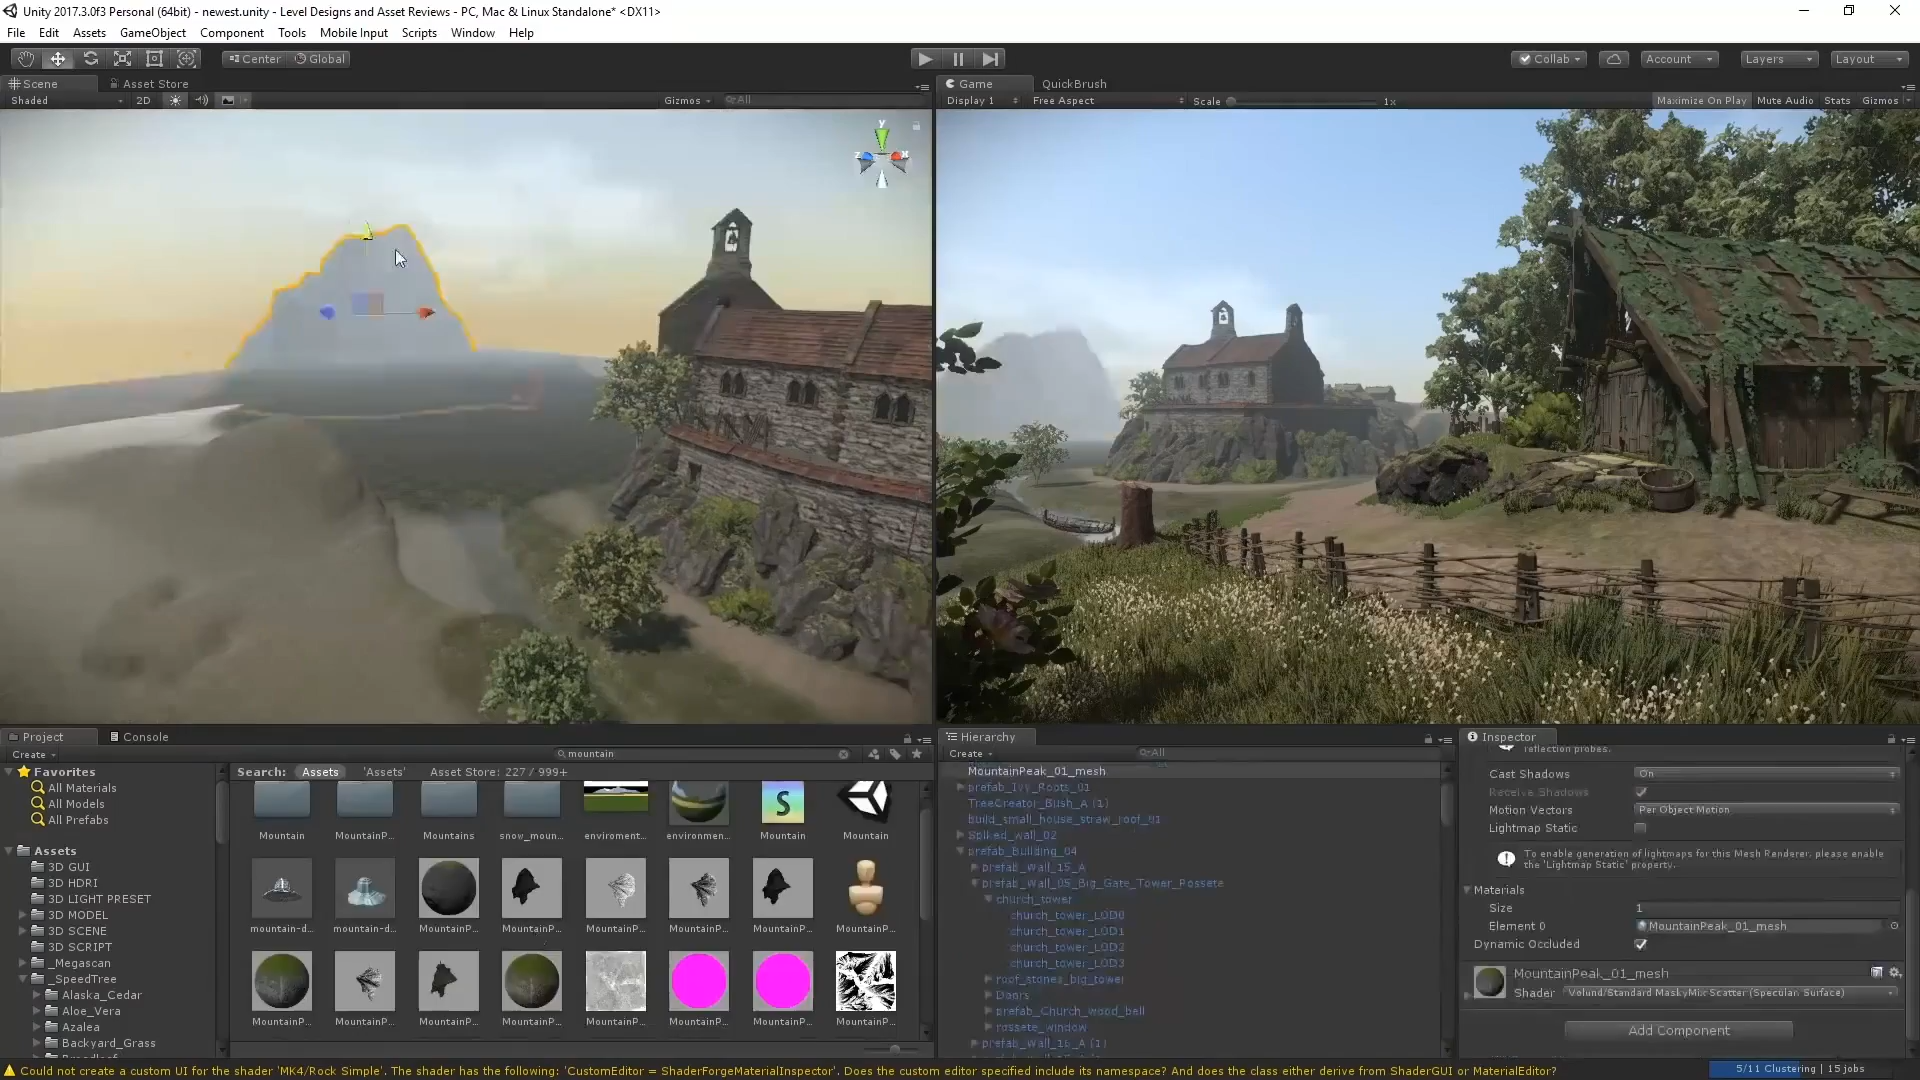 Unity 2017.3.0f3 Personal (64bit) - newest.unity - Level Designs and Asset Reviews - PC, Mac & Linux Standalone* <DX11>
File Edit Assets GameObject Component Tools Mobile Input Scripts Window Help
Center Global Collab Account Layers Layout
Scene Asset Store
Shaded 2D Gizmos All
Game QuickBrush
Display 1 Free Aspect Scale 1x Maximize On Play Mute Audio Stats Gizmos
y
z x
Project Console
Create mountain
Favorites
All Materials
All Models
All Prefabs
Assets
3D GUI
3D HDRI
3D LIGHT PRESET
3D MODEL
3D SCENE
3D SCRIPT
_Megascan
_SpeedTree
Alaska_Cedar
Aloe_Vera
Azalea
Backyard_Grass
Search: Assets 'Assets' Asset Store: 227 / 999+
Mountain MountainP... Mountains snow_moun... enviroment... environmen... Mountain Mountain
mountain-d... mountain-d... MountainP... MountainP... MountainP... MountainP... MountainP... MountainP...
MountainP... MountainP... MountainP... MountainP... MountainP... MountainP... MountainP... MountainP...
Hierarchy
Create All
MountainPeak_01_mesh
prefab_Ivy_Roots_01
TreeCreator_Bush_A (1)
build_small_house_straw_roof_01
Spiked_wall_02
prefab_Building_04
prefab_Wall_15_A
prefab_Wall_05_Big_Gate_Tower_Possete
church_tower
church_tower_LOD0
church_tower_LOD1
church_tower_LOD2
church_tower_LOD3
roof_stones_big_tower
Doors
prefab_Church_wood_bell
rossete_window
prefab_Wall_16_A (1)
Inspector
reflection probes.
Cast Shadows On
Receive Shadows
Motion Vectors Per Object Motion
Lightmap Static
To enable generation of lightmaps for this Mesh Renderer, please enable
the 'Lightmap Static' property.
Materials
Size 1
Element 0 MountainPeak_01_mesh
Dynamic Occluded
MountainPeak_01_mesh
Shader Volund/Standard MaskyMix Scatter (Specular, Surface)
Add Component
Could not create a custom UI for the shader 'MK4/Rock Simple'. The shader has the following: 'CustomEditor = ShaderForgeMaterialInspector'. Does the custom editor specified include its namespace? And does the class either derive from ShaderGUI or MaterialEditor?
5/11 Clustering | 15 jobs